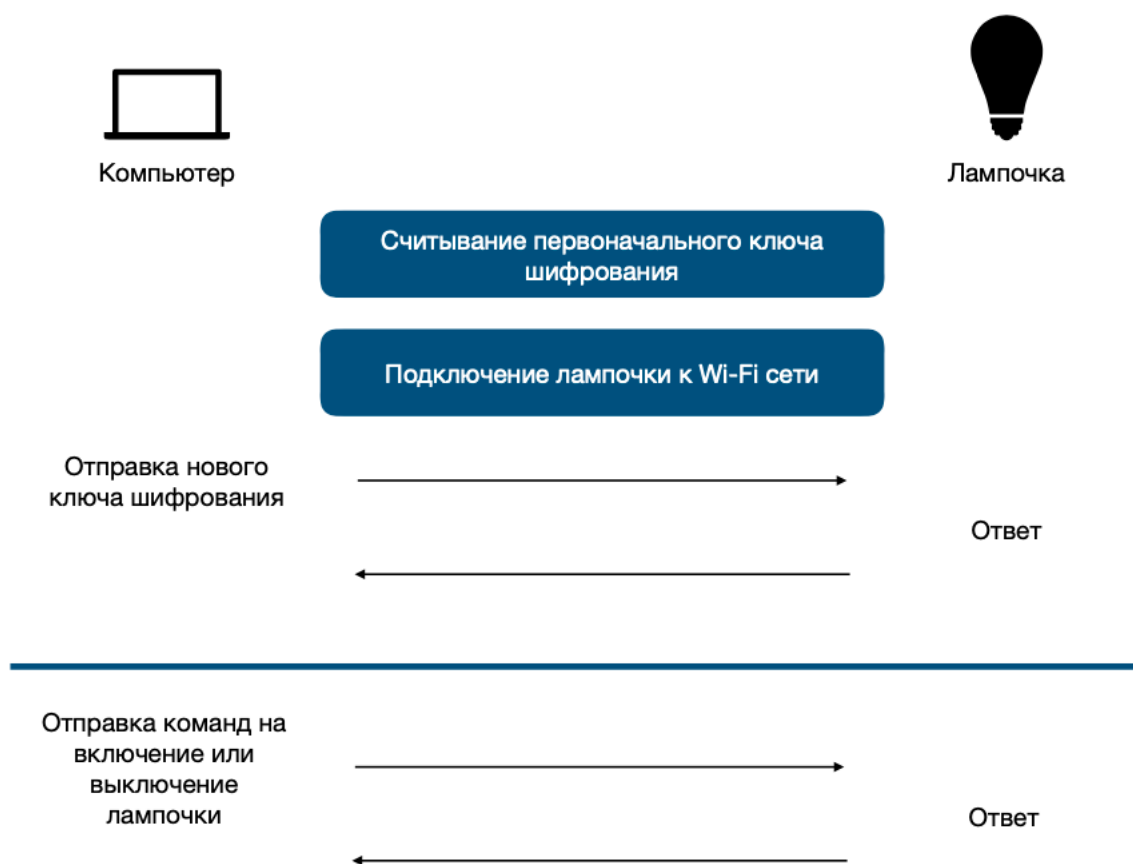 Компьютер
Лампочка
Считывание первоначального ключа
шифрования
Подключение лампочки к Wi-Fi сети
Отправка нового
ключа шифрования
Ответ
Отправка команд на
включение или
выключение
лампочки
Ответ